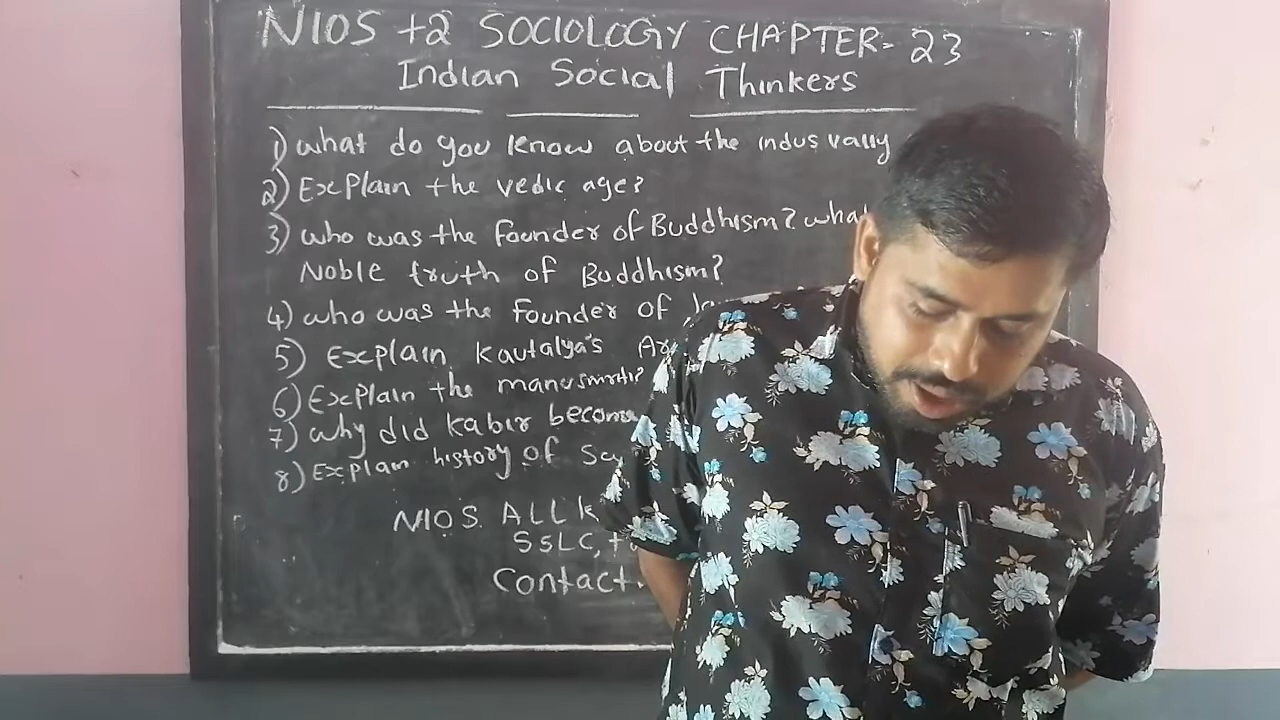 NIOS +2 SOCIOLOGY CHAPTER-23
Indian Social Thinkers
1) what do you know about the indus vally
2) Explain the vedic age?
3) who was the founder of Buddhism? what
Noble truth of Buddhism?
4) who was the founder of
5) Explain kautalya's
6) Explain the manusmriti?
7) why did kabir become
8) Explain history of
NIOS. ALL
SSLC,
Contact